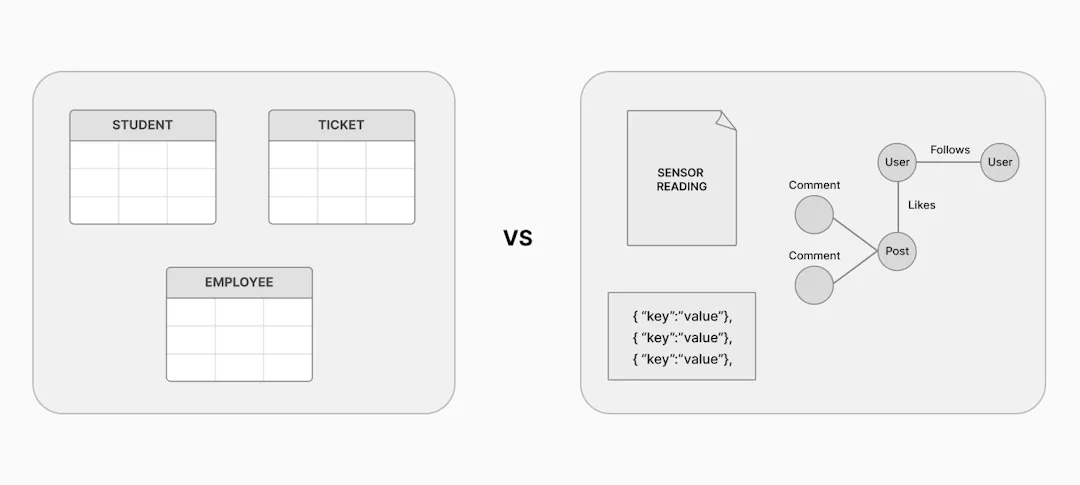 STUDENT
TICKET
EMPLOYEE
VS
SENSOR
READING
{ “key”:“value”},
{ “key”:“value”},
{ “key”:“value”},
User
Follows
User
Likes
Comment
Post
Comment